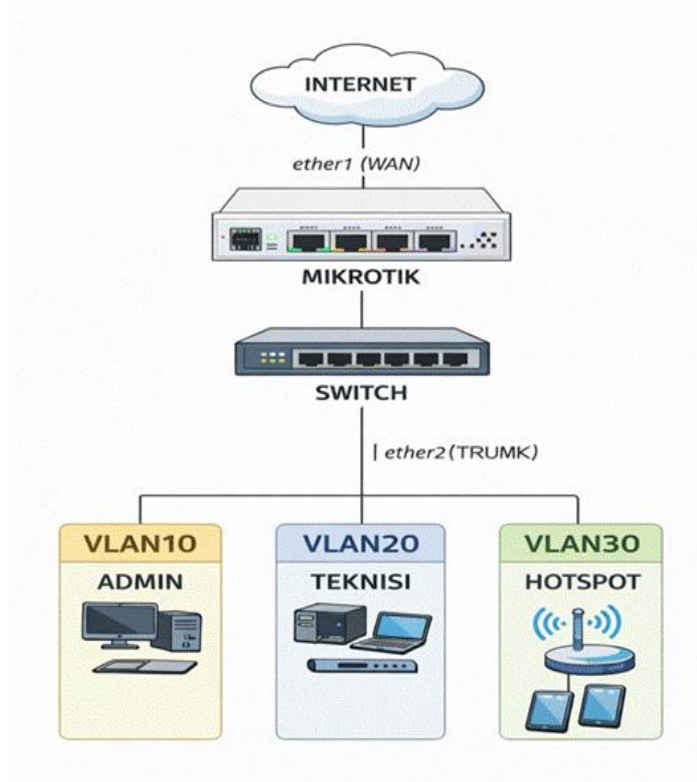 INTERNET
ether1 (WAN)
MIKROTIK
SWITCH
| ether2 (TRUMK)
VLAN10
ADMIN
VLAN20
TEKNISI
VLAN30
HOTSPOT